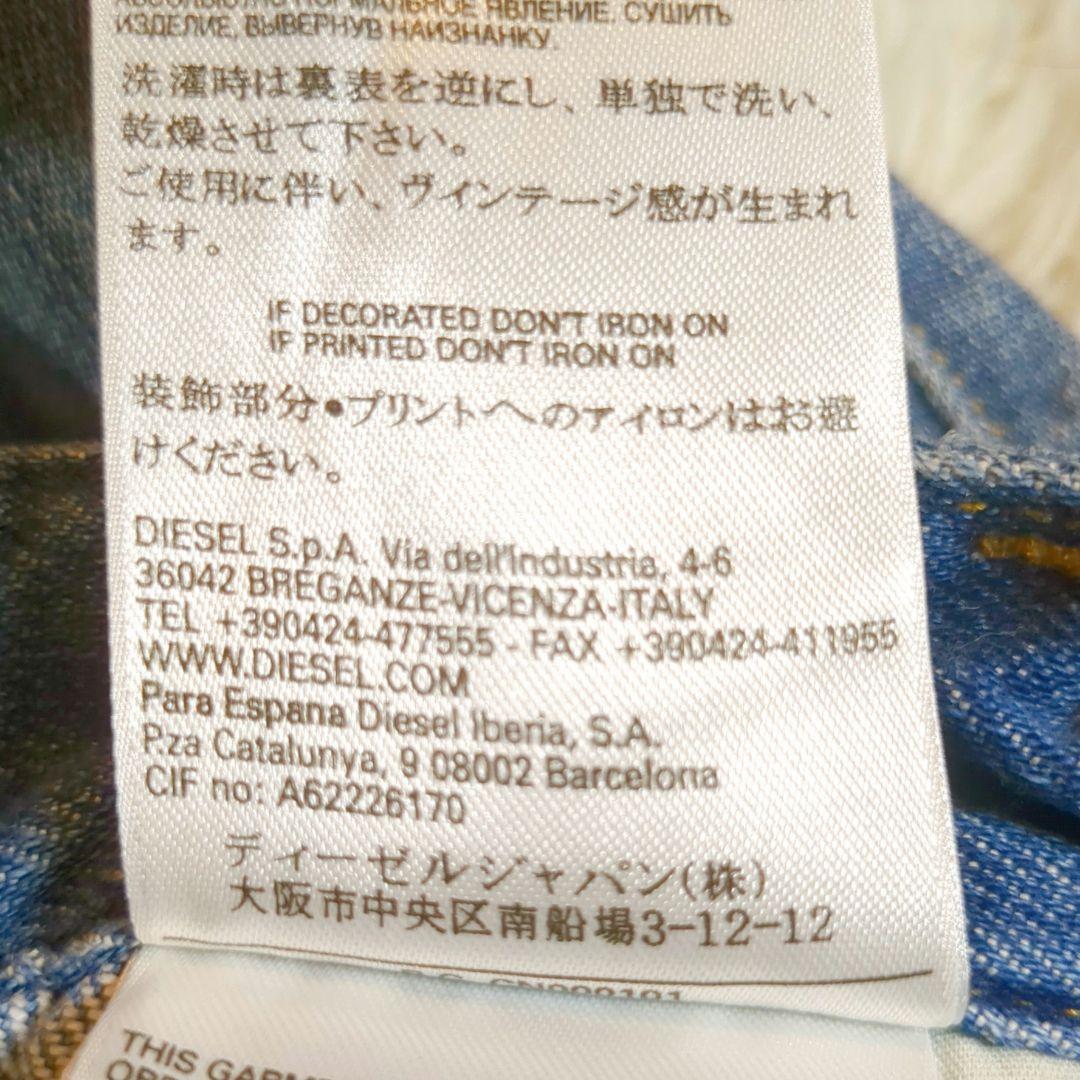 АБСОЛЮТНО НОРМАЛЬНОЕ ЯВЛЕНИЕ. СУШИТЬ
ИЗДЕЛИЕ, ВЫВЕРНУВ НАИЗНАНКУ.
洗濯時は裏表を逆にし、単独で洗い、
乾燥させて下さい。
ご使用に伴い、ヴィンテージ感が生まれ
ます。
IF DECORATED DON'T IRON ON
IF PRINTED DON'T IRON ON
装飾部分•プリントへのアイロンはお避
けください。
DIESEL S.p.A. Via dell'Industria, 4-6
36042 BREGANZE-VICENZA-ITALY
TEL +390424-477555 - FAX +390424-411955
WWW.DIESEL.COM
Para Espana Diesel Iberia, S.A.
P.za Catalunya, 9 08002 Barcelona
CIF no: A62226170
ディーゼルジャパン(株)
大阪市中央区南船場3-12-12
THIS